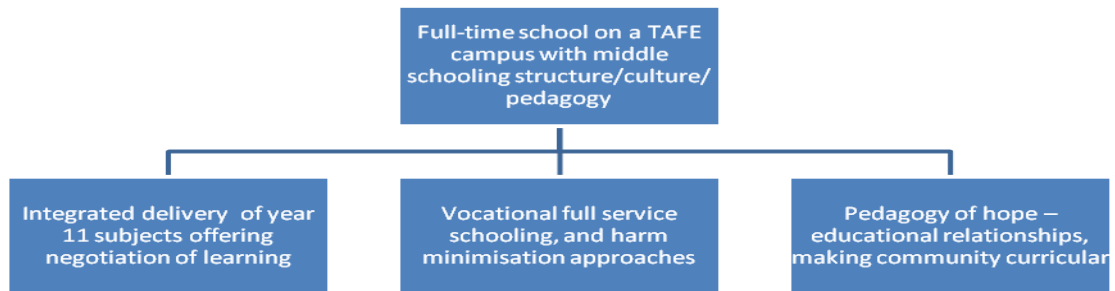 Full-time school on a TAFE
campus with middle
schooling structure/culture/
pedagogy
Integrated delivery of year
11 subjects offering
negotiation of learning
Vocational full service
schooling, and harm
minimisation approaches
Pedagogy of hope –
educational relationships,
making community curricular